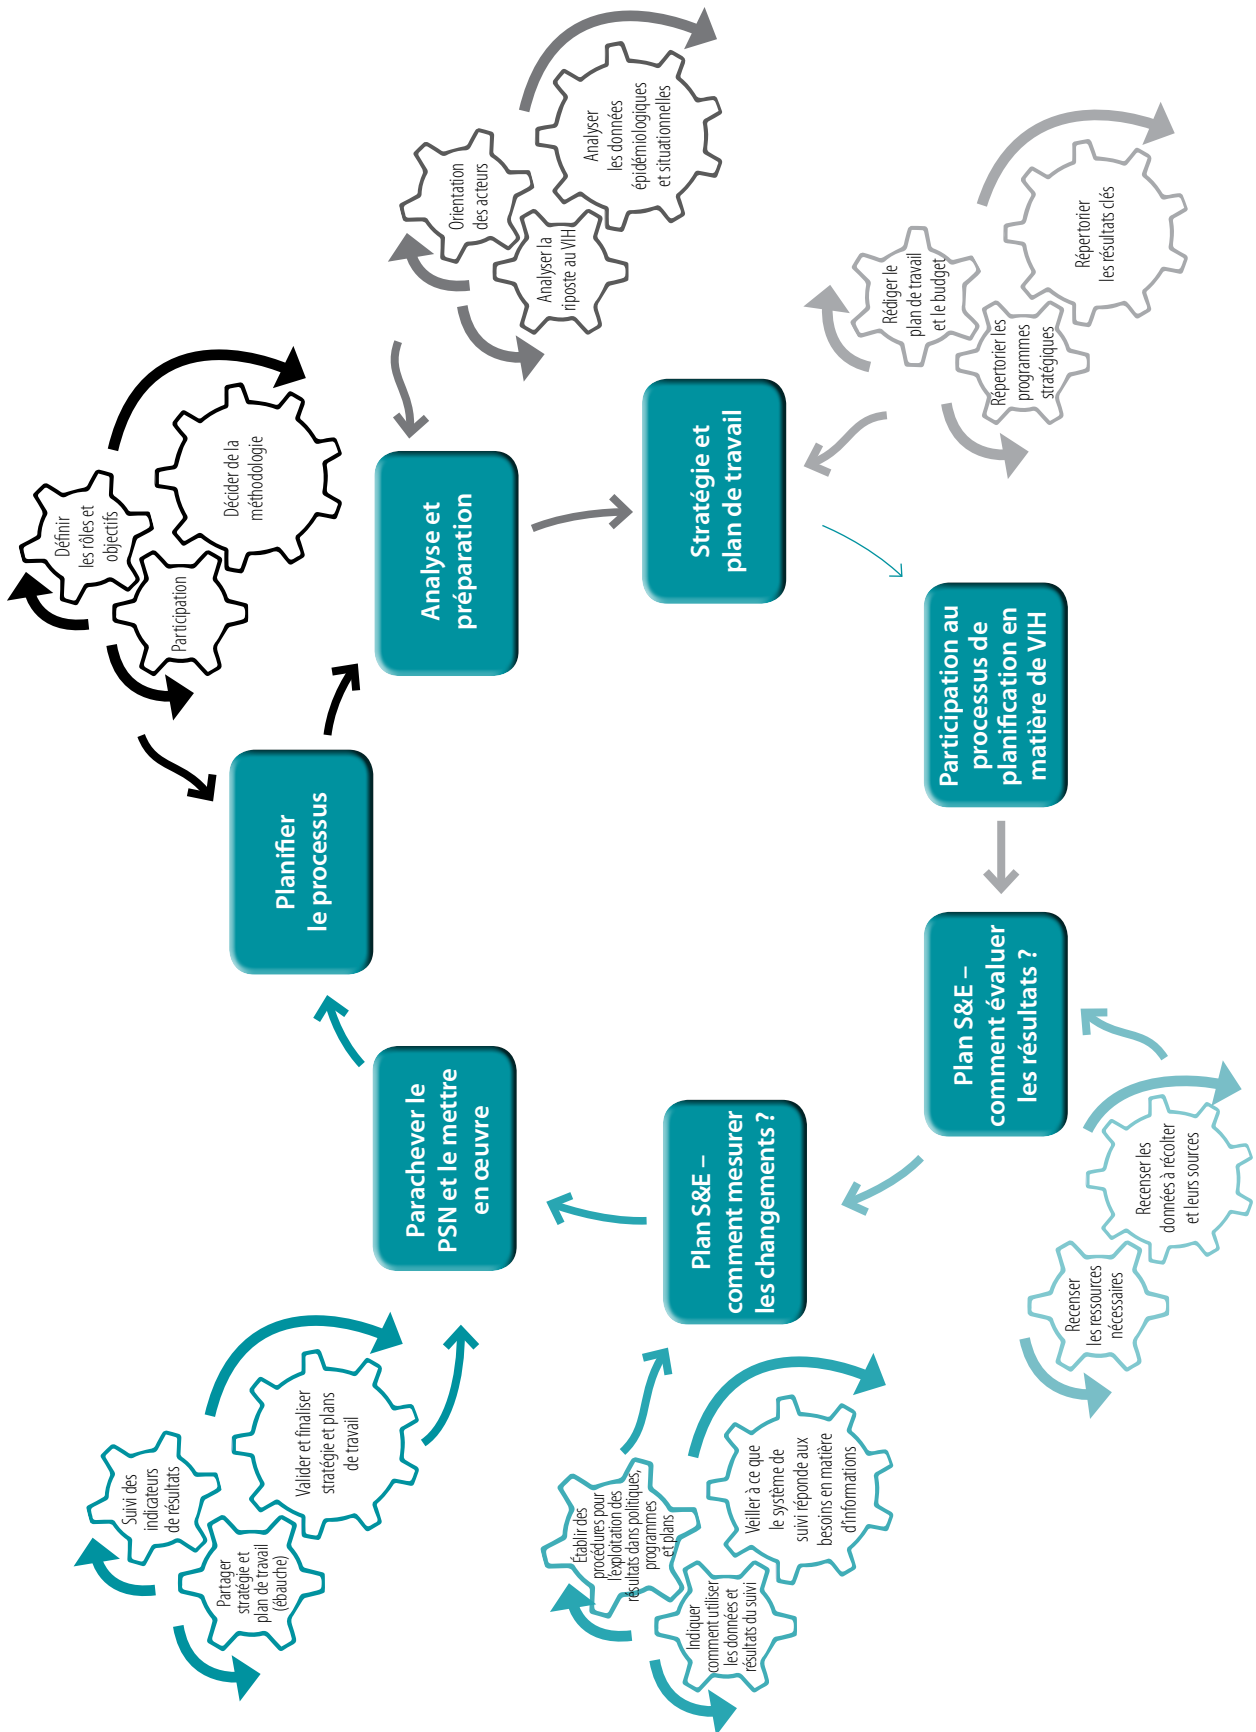 Définir
les rôles et
objectifs
Participation
Décider de la
méthodologie
Planifier
le processus
Orientation
des acteurs
Analyser la
riposte au VIH
Analyser
les données
épidémiologiques
et situationnelles
Analyse et
préparation
Rédiger le
plan de travail
et le budget
Répertorier les
programmes
stratégiques
Répertorier
les résultats clés
Stratégie et
plan de travail
Participation au
processus de
planification en
matière de VIH
Plan S&E –
comment évaluer
les résultats ?
Recenser
les ressources
nécessaires
Recenser les
données à récolter
et leurs sources
Plan S&E –
comment mesurer
les changements ?
Établir des
procédures pour
l'exploitation des
résultats dans politiques,
programmes
et plans
Indiquer
comment utiliser
les données et
résultats du suivi
Veriller à ce que
le système de
suivi réponde aux
besoins en matière
d'informations
Parachever le
PSN et le mettre
en œuvre
Suivi des
indicateurs
de résultats
Partager
stratégie et
plan de travail
(ébauche)
Valider et finaliser
stratégie et plans
de travail